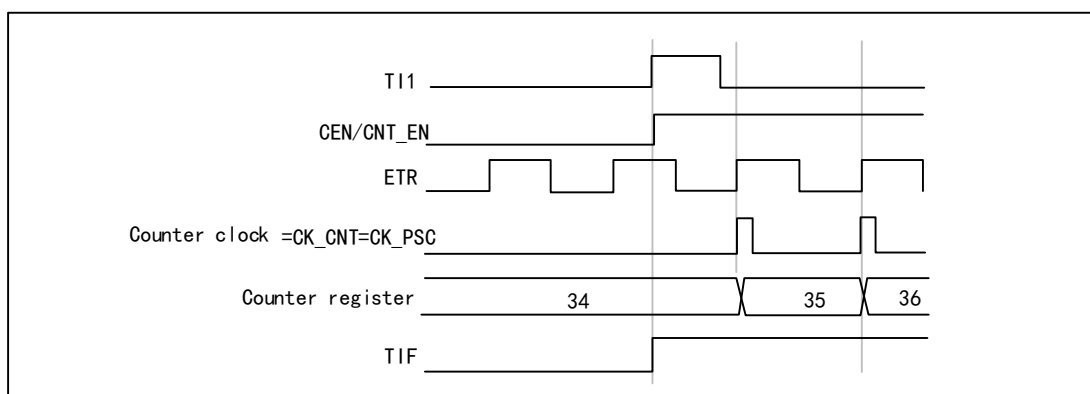 TI1
CEN/CNT_EN
ETR
Counter clock =CK_CNT=CK_PSC
Counter register 34 35 36
TIF